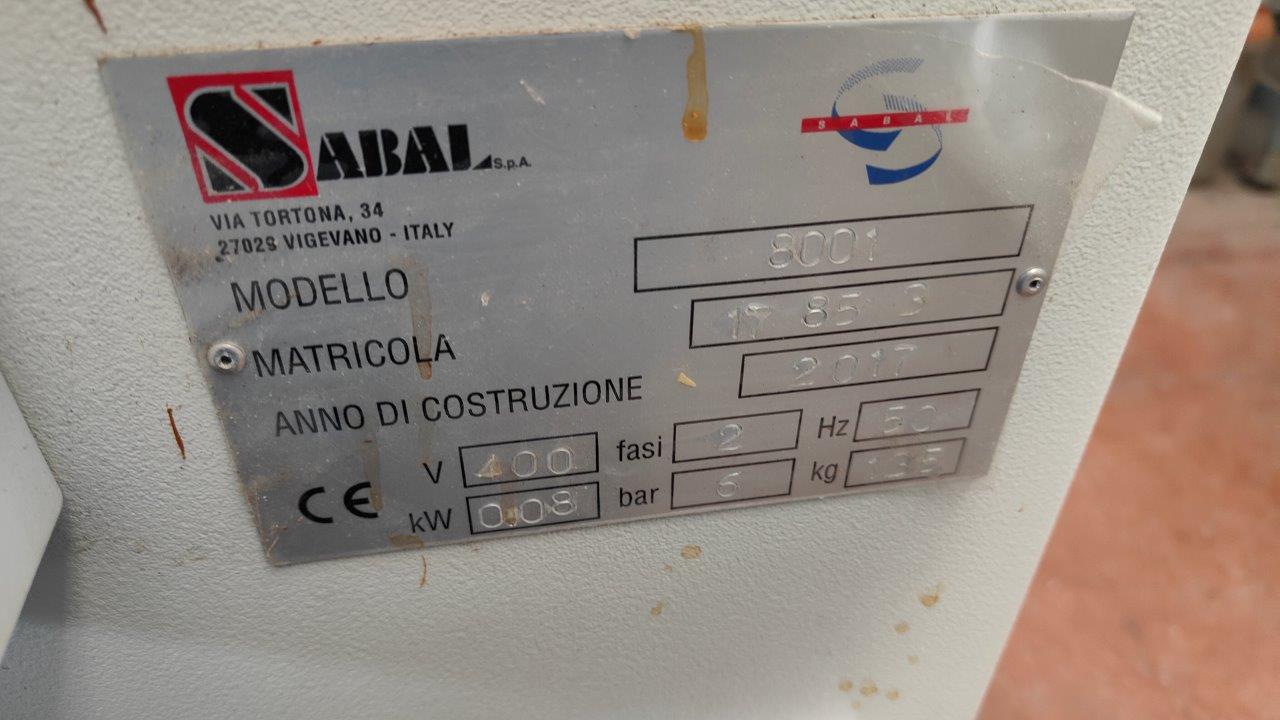 SABAL S.p.A.
SABAL
VIA TORTONA, 34
27029 VIGEVANO - ITALY
MODELLO 8001
MATRICOLA 17 85 3
ANNO DI COSTRUZIONE 2017
V 400 fasi 2 Hz 50
CE kW 0.08 bar 6 kg 135